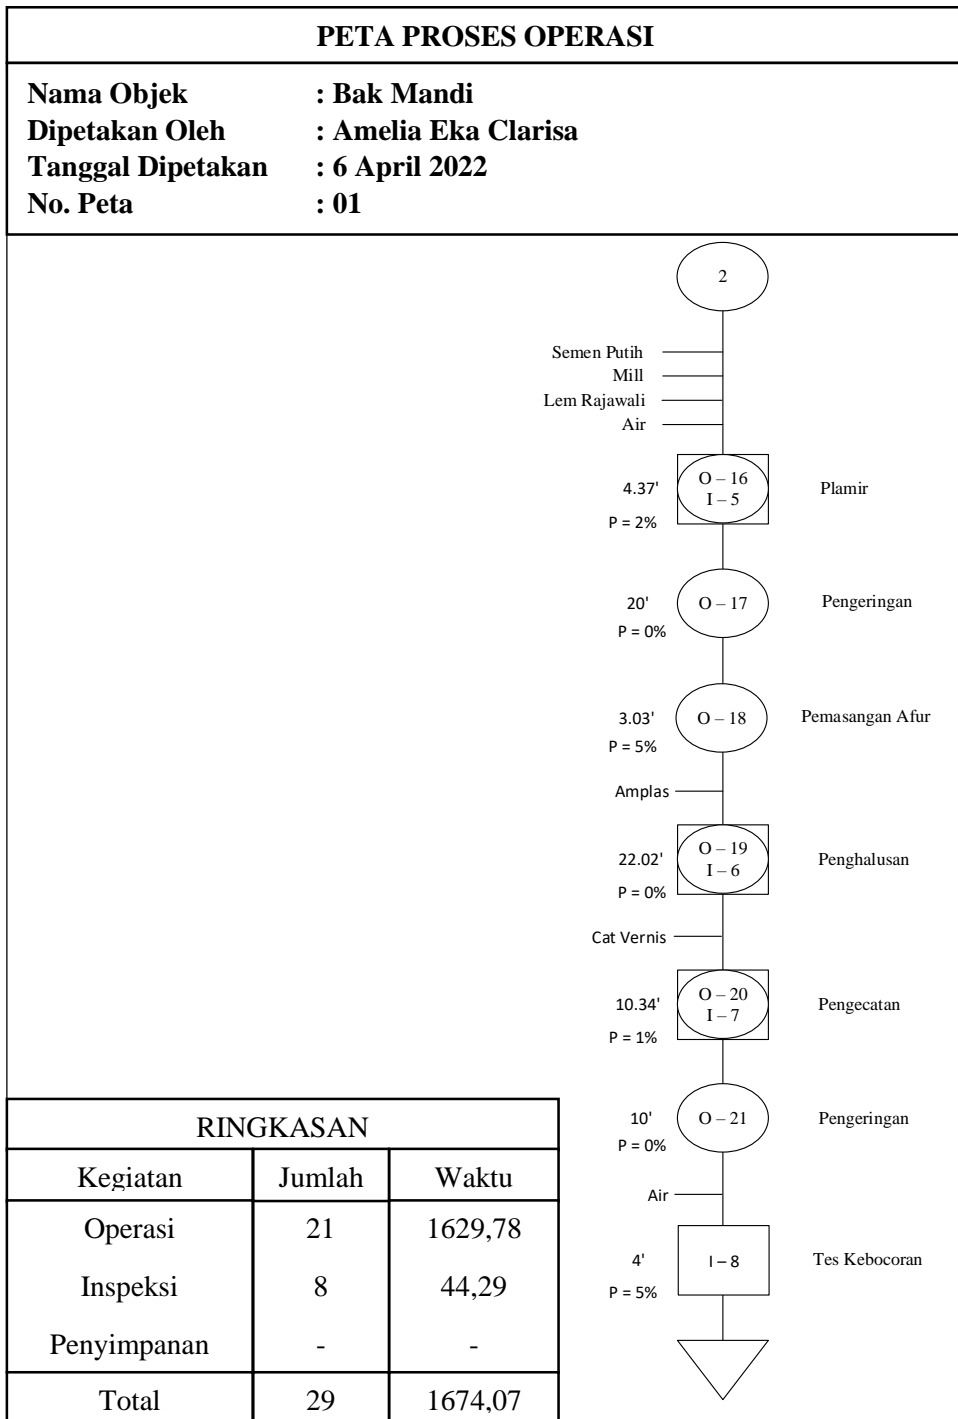 PETA PROSES OPERASI
Nama Objek : Bak Mandi
Dipetakan Oleh : Amelia Eka Clarisa
Tanggal Dipetakan : 6 April 2022
No. Peta : 01
2
Semen Putih
Mill
Lem Rajawali
Air
4.37' O – 16 Plamir
P = 2% I – 5
20' O – 17 Pengeringan
P = 0%
3.03' O – 18 Pemasangan Afur
P = 5%
Amplas
22.02' O – 19 Penghalusan
P = 0% I – 6
Cat Vernis
10.34' O – 20 Pengecatan
P = 1% I – 7
10' O – 21 Pengeringan
P = 0%
Air
4' I – 8 Tes Kebocoran
P = 5%
RINGKASAN
Kegiatan Jumlah Waktu
Operasi 21 1629,78
Inspeksi 8 44,29
Penyimpanan - -
Total 29 1674,07